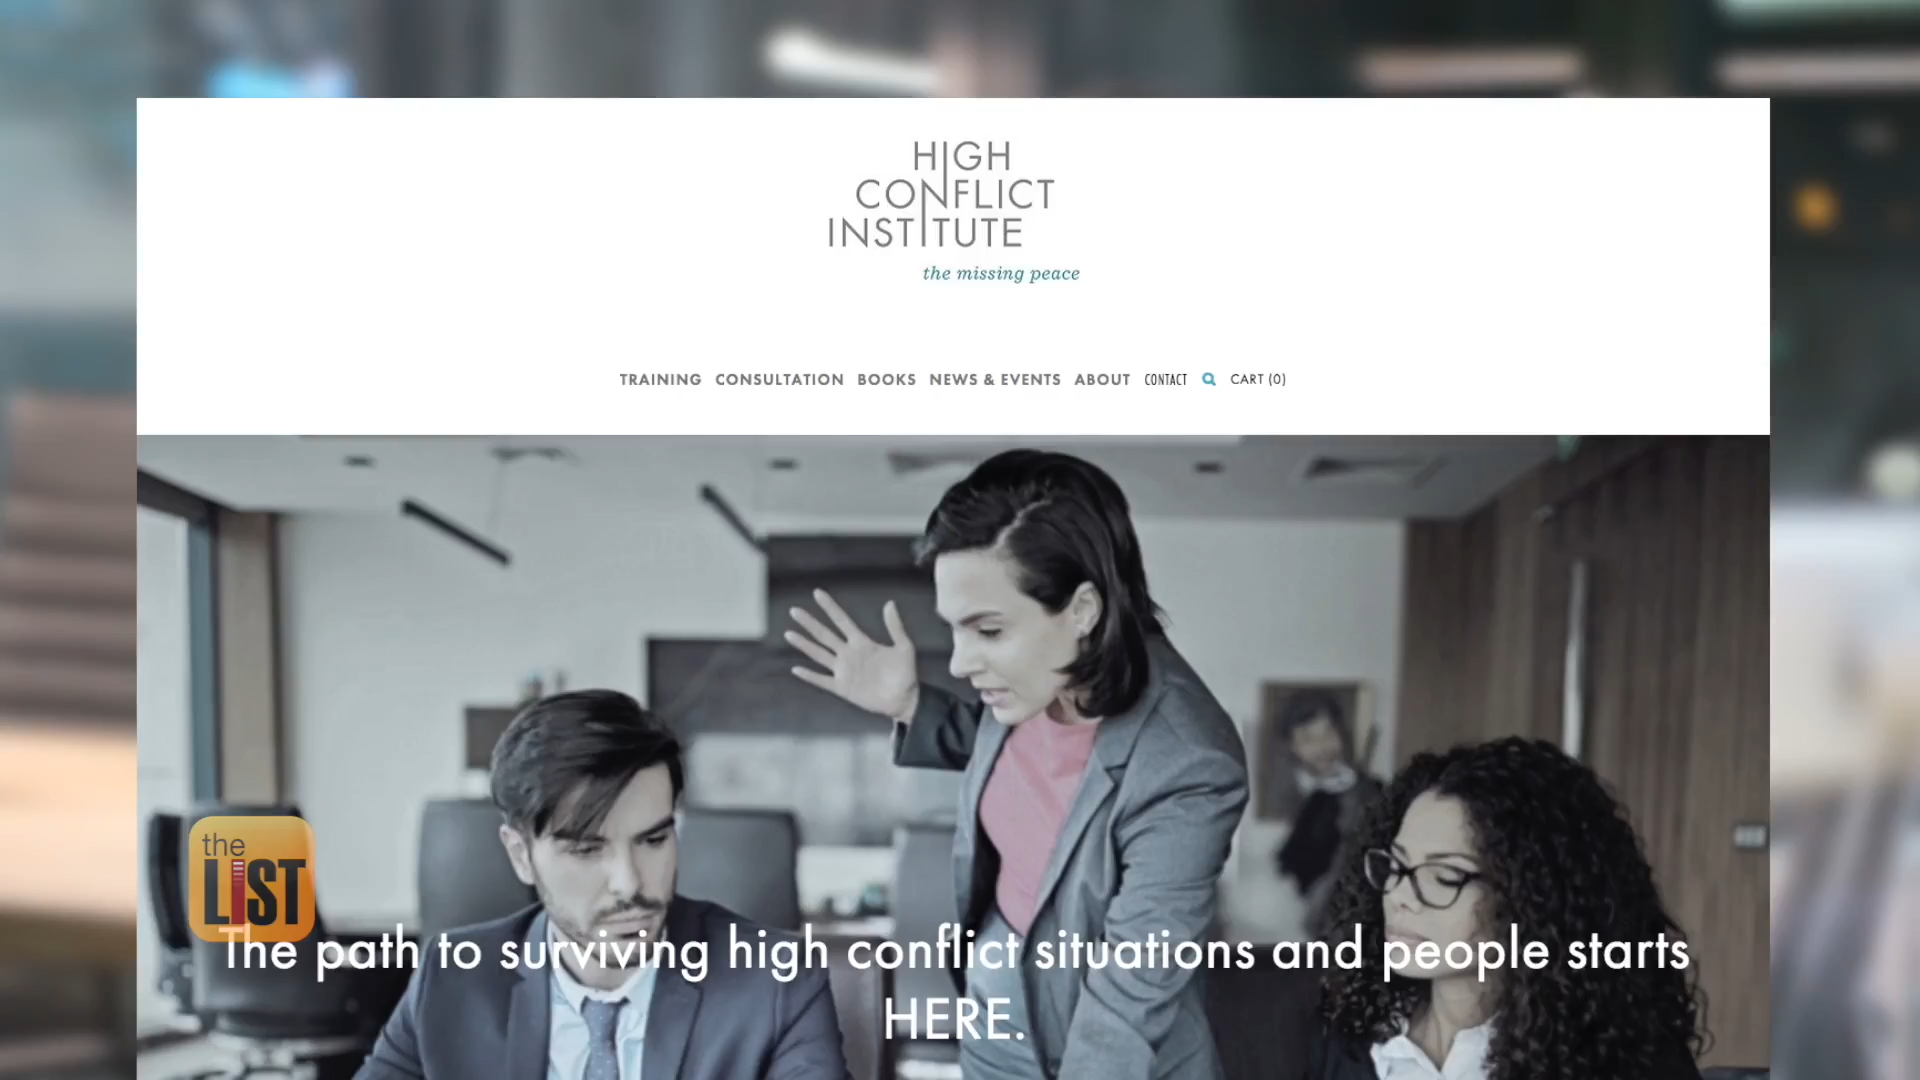 HIGH
CONFLICT
INSTITUTE
the missing peace
TRAINING CONSULTATION BOOKS NEWS & EVENTS ABOUT CONTACT CART (0)
the
LIST
The path to surviving high conflict situations and people starts
HERE.